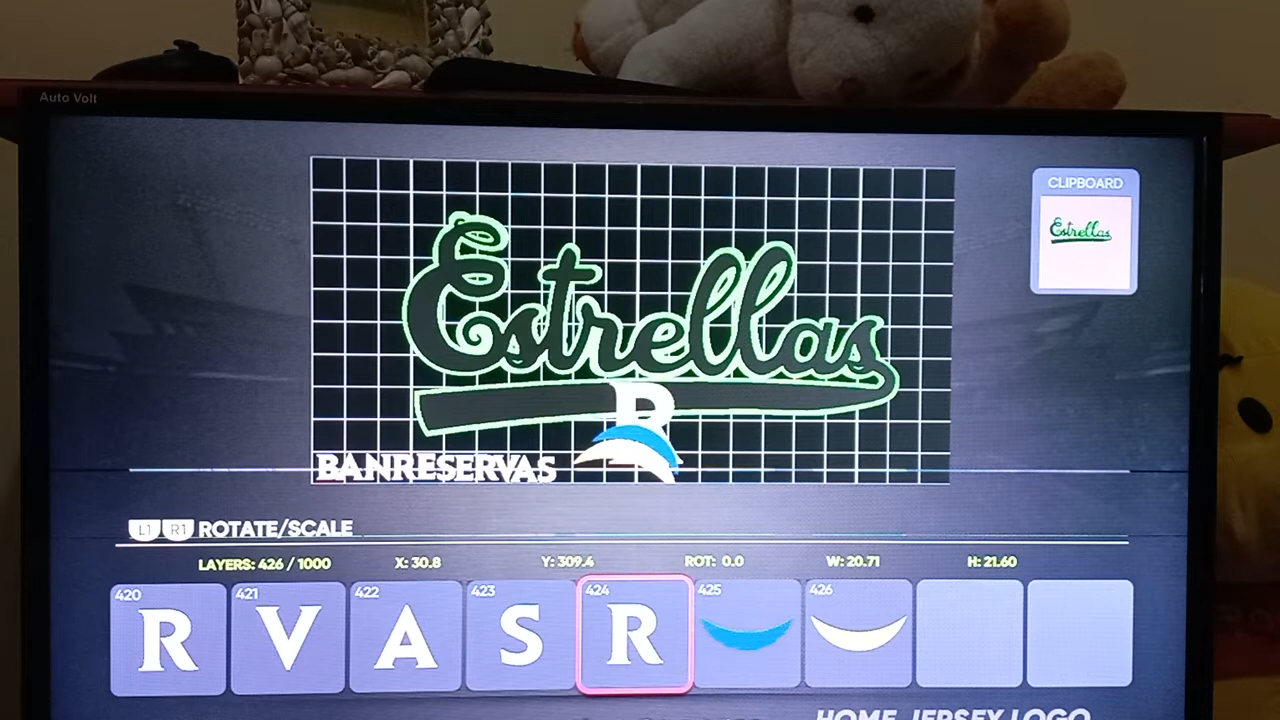 Auto Volt
CLIPBOARD
Estrellas
Estrellas
R
BANRESERVAS
L1 R1 ROTATE/SCALE
LAYERS: 426 / 1000 X: 30.8 Y: 309.4 ROT: 0.0 W: 20.71 H: 21.60
420 421 422 423 424 425 426
R V A S R
HOME JERSEY LOGO